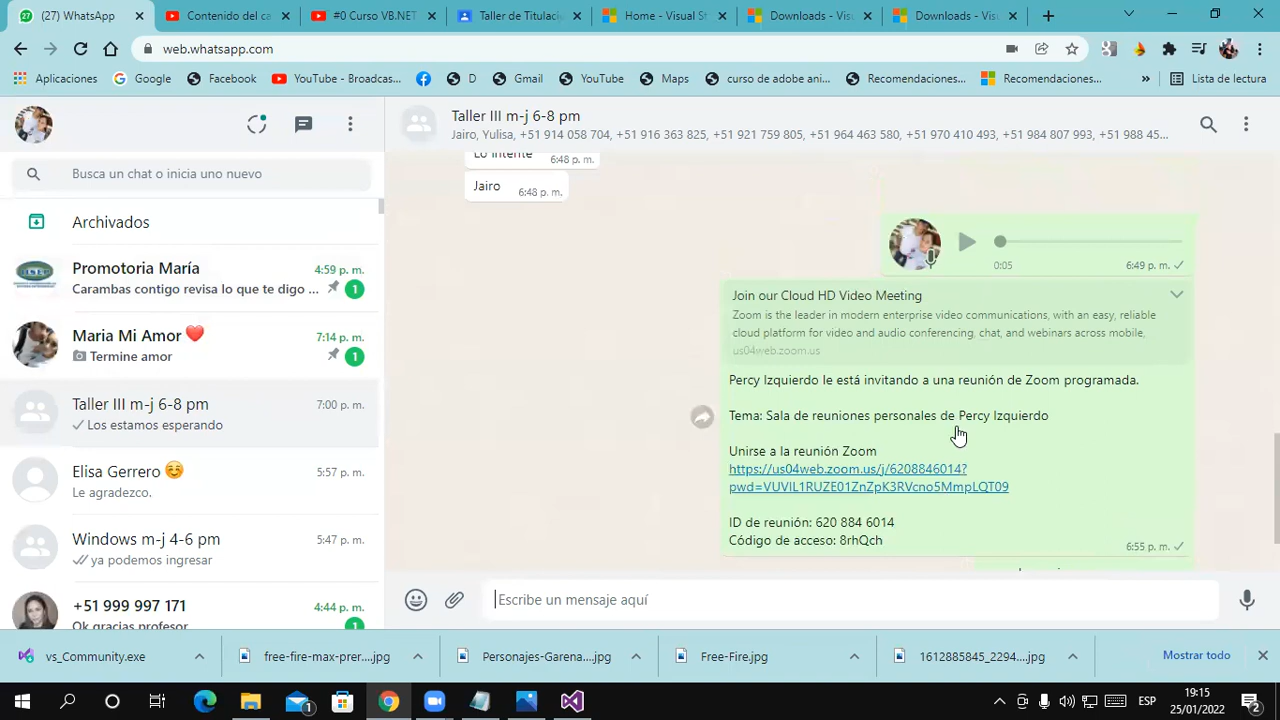 (27) WhatsApp
Contenido del ca
#0 Curso VB.NET
Taller de Titulac
Home - Visual St
Downloads - Visu
Downloads - Visu
web.whatsapp.com
Aplicaciones
Google
Facebook
YouTube - Broadcas...
D
Gmail
YouTube
Maps
curso de adobe ani...
Recomendaciones...
Recomendaciones...
»
Lista de lectura
Taller III m-j 6-8 pm
Jairo, Yulisa, +51 914 058 704, +51 916 363 825, +51 921 759 805, +51 964 463 580, +51 970 410 493, +51 984 807 993, +51 988 45...
Busca un chat o inicia uno nuevo
Archivados
Promotoria María
4:59 p. m.
Carambas contigo revisa lo que te digo ...
1
Maria Mi Amor ❤️
7:14 p. m.
Termine amor
1
Taller III m-j 6-8 pm
7:00 p. m.
Los estamos esperando
Elisa Gerrero 😊
5:57 p. m.
Le agradezco.
Windows m-j 4-6 pm
5:47 p. m.
ya podemos ingresar
+51 999 997 171
4:44 p. m.
Ok gracias profesor
1
Lo intente
6:48 p. m.
Jairo
6:48 p. m.
0:05
6:49 p. m.
Join our Cloud HD Video Meeting
Zoom is the leader in modern enterprise video communications, with an easy, reliable
cloud platform for video and audio conferencing, chat, and webinars across mobile,
us04web.zoom.us
Percy Izquierdo le está invitando a una reunión de Zoom programada.
Tema: Sala de reuniones personales de Percy Izquierdo
Unirse a la reunión Zoom
https://us04web.zoom.us/j/6208846014?
pwd=VUVIL1RUZE01ZnZpK3RVcno5MmpLQT09
ID de reunión: 620 884 6014
Código de acceso: 8rhQch
6:55 p. m.
Escribe un mensaje aquí
vs_Community.exe
free-fire-max-prer....jpg
Personajes-Garena....jpg
Free-Fire.jpg
1612885845_2294....jpg
Mostrar todo
1
ESP
19:15
25/01/2022
2